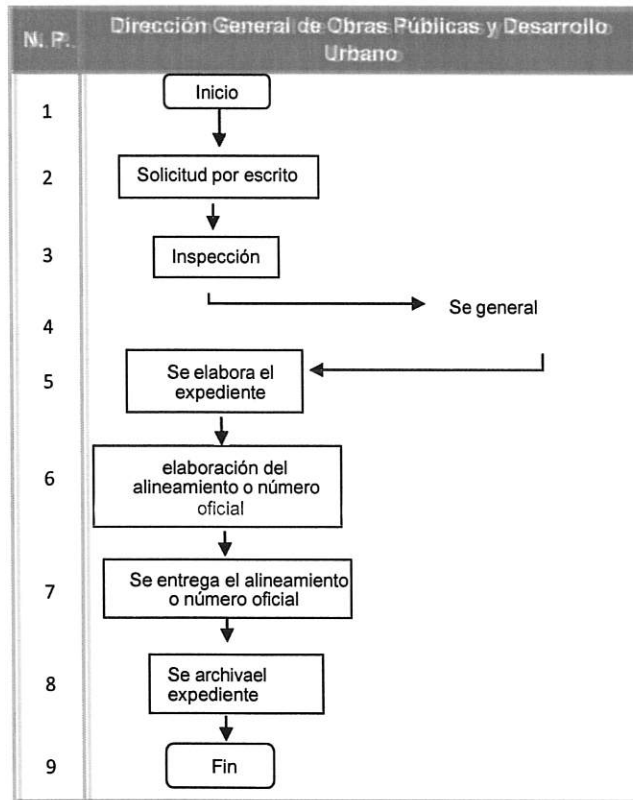 N. P.
Dirección General de Obras Públicas y Desarrollo
Urbano
1
Inicio
2
Solicitud por escrito
3
Inspección
4
Se general
5
Se elabora el
expediente
6
elaboración del
alineamiento o número
oficial
7
Se entrega el alineamiento
o número oficial
8
Se archivael
expediente
9
Fin